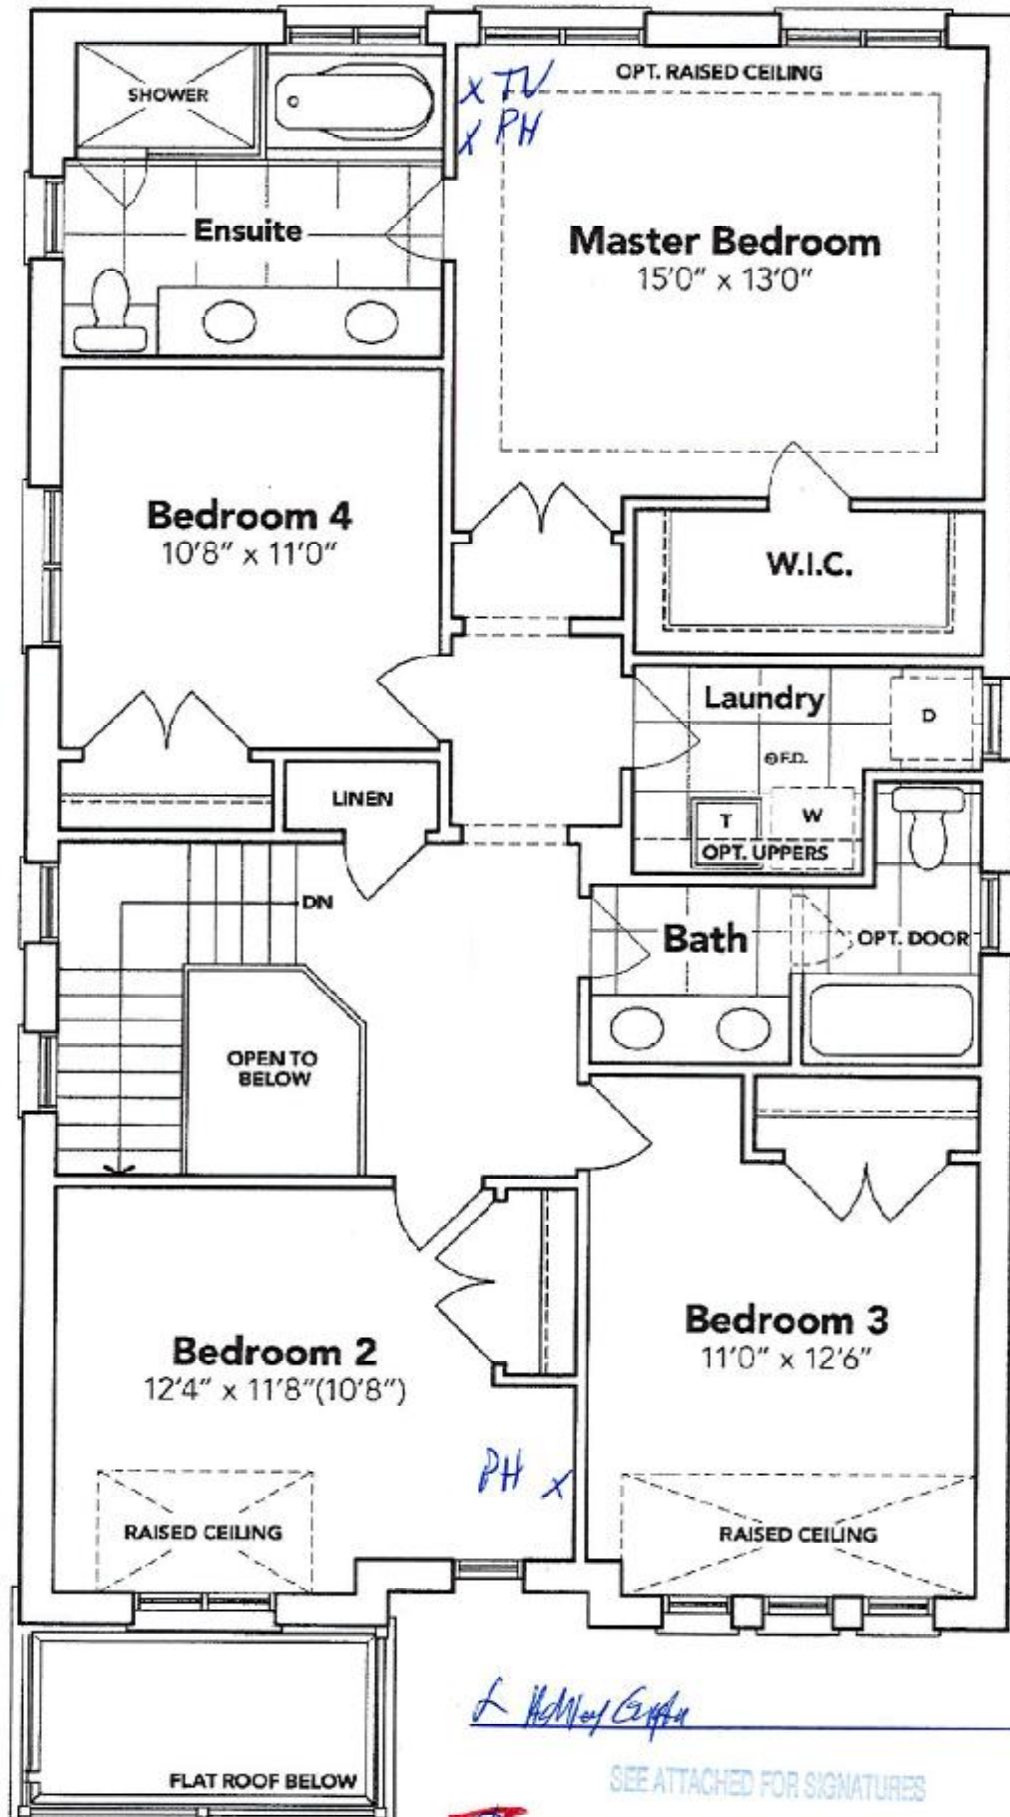 OPT. RAISED CEILING
SHOWER
x TV
x PH
Ensuite
Master Bedroom
15'0" x 13'0"
Bedroom 4
10'8" x 11'0"
W.I.C.
Laundry
D
F.D.
LINEN
T
W
OPT. UPPERS
DN
Bath
OPT. DOOR
OPEN TO
BELOW
Bedroom 3
11'0" x 12'6"
Bedroom 2
12'4" x 11'8"(10'8")
PH x
RAISED CEILING
RAISED CEILING
SEE ATTACHED FOR SIGNATURES
FLAT ROOF BELOW